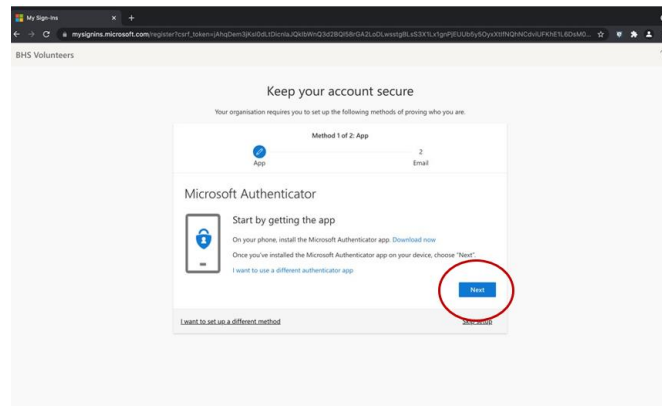 My Sign-Ins
BHS Volunteers
Keep your account secure
Your organisation requires you to set up the following methods of proving who you are.
Method 1 of 2: App
2
App
Email
Microsoft Authenticator
Start by getting the app
On your phone, install the Microsoft Authenticator app. Download now
Once you've installed the Microsoft Authenticator app on your device, choose "Next".
I want to use a different authenticator app
Next
I want to set up a different method
Skip setup